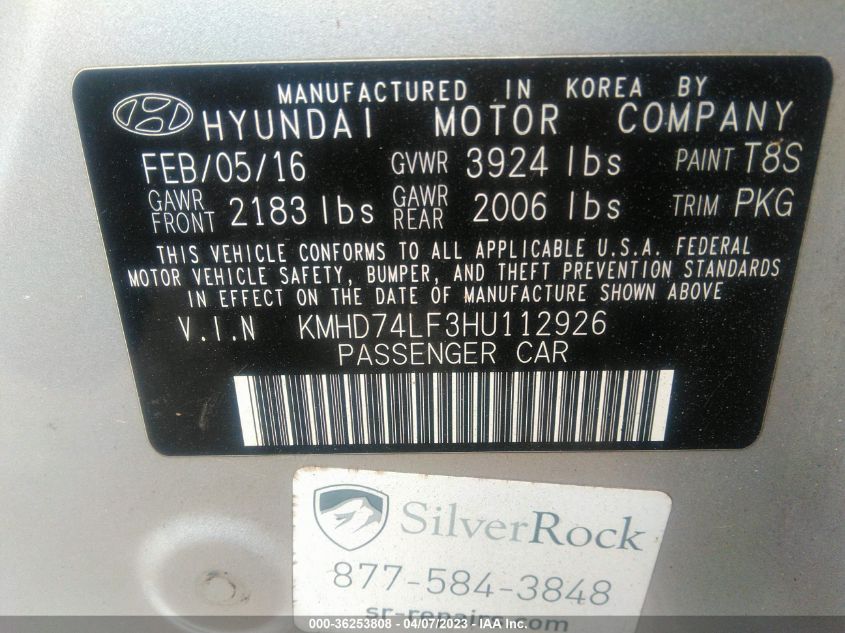 MANUFACTURED IN KOREA BY
HYUNDAI MOTOR COMPANY
FEB/05/16 GVWR 3924 lbs PAINT T8S
GAWR FRONT 2183 lbs GAWR REAR 2006 lbs TRIM PKG
THIS VEHICLE CONFORMS TO ALL APPLICABLE U.S.A. FEDERAL
MOTOR VEHICLE SAFETY, BUMPER, AND THEFT PREVENTION STANDARDS
IN EFFECT ON THE DATE OF MANUFACTURE SHOWN ABOVE
V.I.N KMHD74LF3HU112926
PASSENGER CAR
SilverRock
877-584-3848
000-36253808 - 04/07/2023 - IAA Inc.